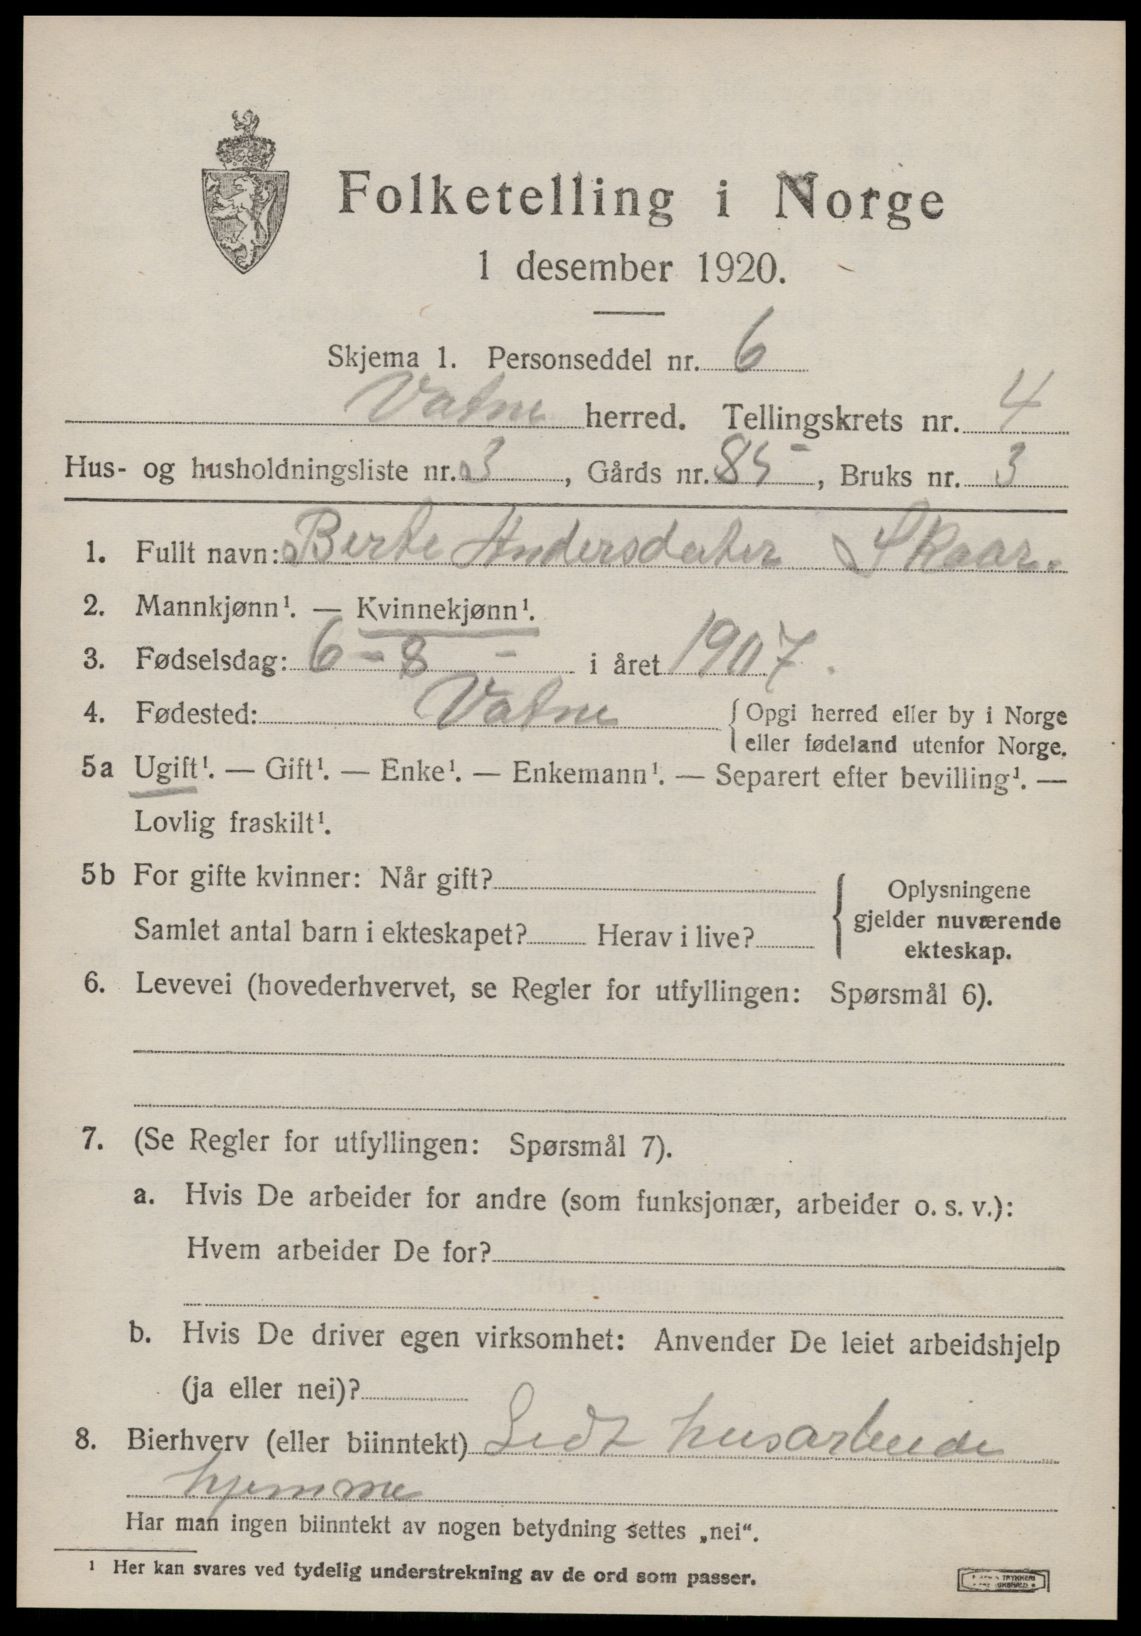 Folketelling i Norge
1 desember 1920.
Skjema 1. Personseddel nr. 6
Vatne herred. Tellingskrets nr. 4
Hus- og husholdningsliste nr. 3, Gårds nr. 85, Bruks nr. 3
1. Fullt navn: Berte Andersdater Skaar.
2. Mannkjønn¹. — Kvinnekjønn¹.
3. Fødselsdag: 6 - 8 - i året 1907.
4. Fødested: Vatne { Opgi herred eller by i Norge
eller fødeland utenfor Norge.
5a Ugift¹. — Gift¹. — Enke¹. — Enkemann¹. — Separert efter bevilling¹. —
Lovlig fraskilt¹.
5b For gifte kvinner: Når gift?
Samlet antal barn i ekteskapet? Herav i live?
Oplysningene
gjelder nuværende
ekteskap.
6. Levevei (hovederhvervet, se Regler for utfyllingen: Spørsmål 6).
7. (Se Regler for utfyllingen: Spørsmål 7).
a. Hvis De arbeider for andre (som funksjonær, arbeider o. s. v.):
Hvem arbeider De for?
b. Hvis De driver egen virksomhet: Anvender De leiet arbeidshjelp
(ja eller nei)?
8. Bierhverv (eller biinntekt) Lidt husarbeide
hjemme
Har man ingen biinntekt av nogen betydning settes „nei“.
¹ Her kan svares ved tydelig understrekning av de ord som passer.